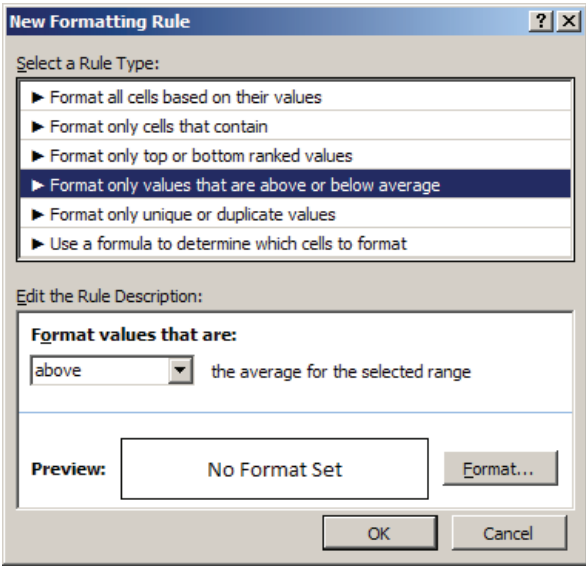 New Formatting Rule
Select a Rule Type:
► Format all cells based on their values
► Format only cells that contain
► Format only top or bottom ranked values
► Format only values that are above or below average
► Format only unique or duplicate values
► Use a formula to determine which cells to format
Edit the Rule Description:
Format values that are:
above the average for the selected range
Preview: No Format Set Format...
OK Cancel